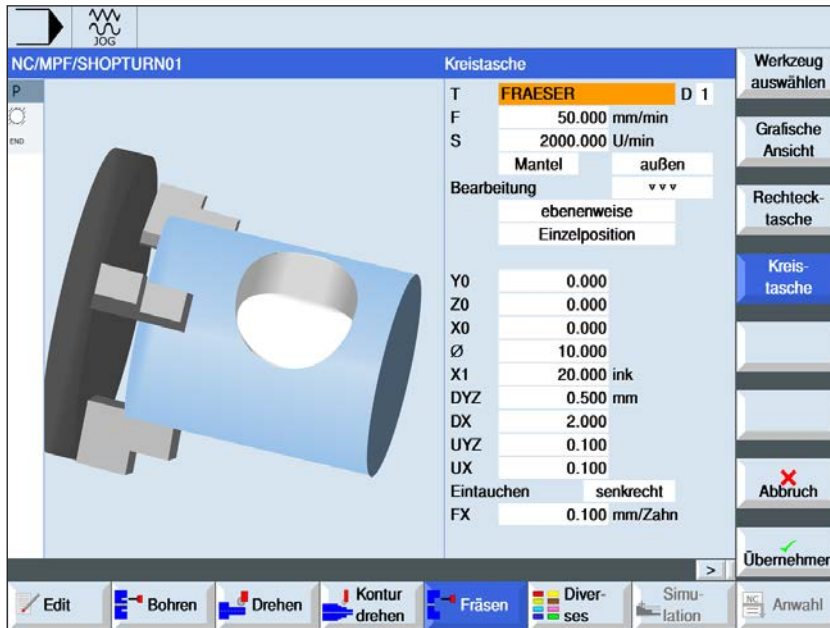 JOG
NC/MPF/SHOPTURN01
Kreistasche
P
END
T FRAESER D 1
F 50.000 mm/min
S 2000.000 U/min
Mantel außen
Bearbeitung ▿▿▿
ebenenweise
Einzelposition
Y0 0.000
Z0 0.000
X0 0.000
Ø 10.000
X1 20.000 ink
DYZ 0.500 mm
DX 2.000
UYZ 0.100
UX 0.100
Eintauchen senkrecht
FX 0.100 mm/Zahn
Werkzeug
auswählen
Grafische
Ansicht
Rechteck-
tasche
Kreis-
tasche
Abbruch
Übernehmen
>
Edit
Bohren
Drehen
Kontur
drehen
Fräsen
Diver-
ses
Simu-
lation
NC
Anwahl